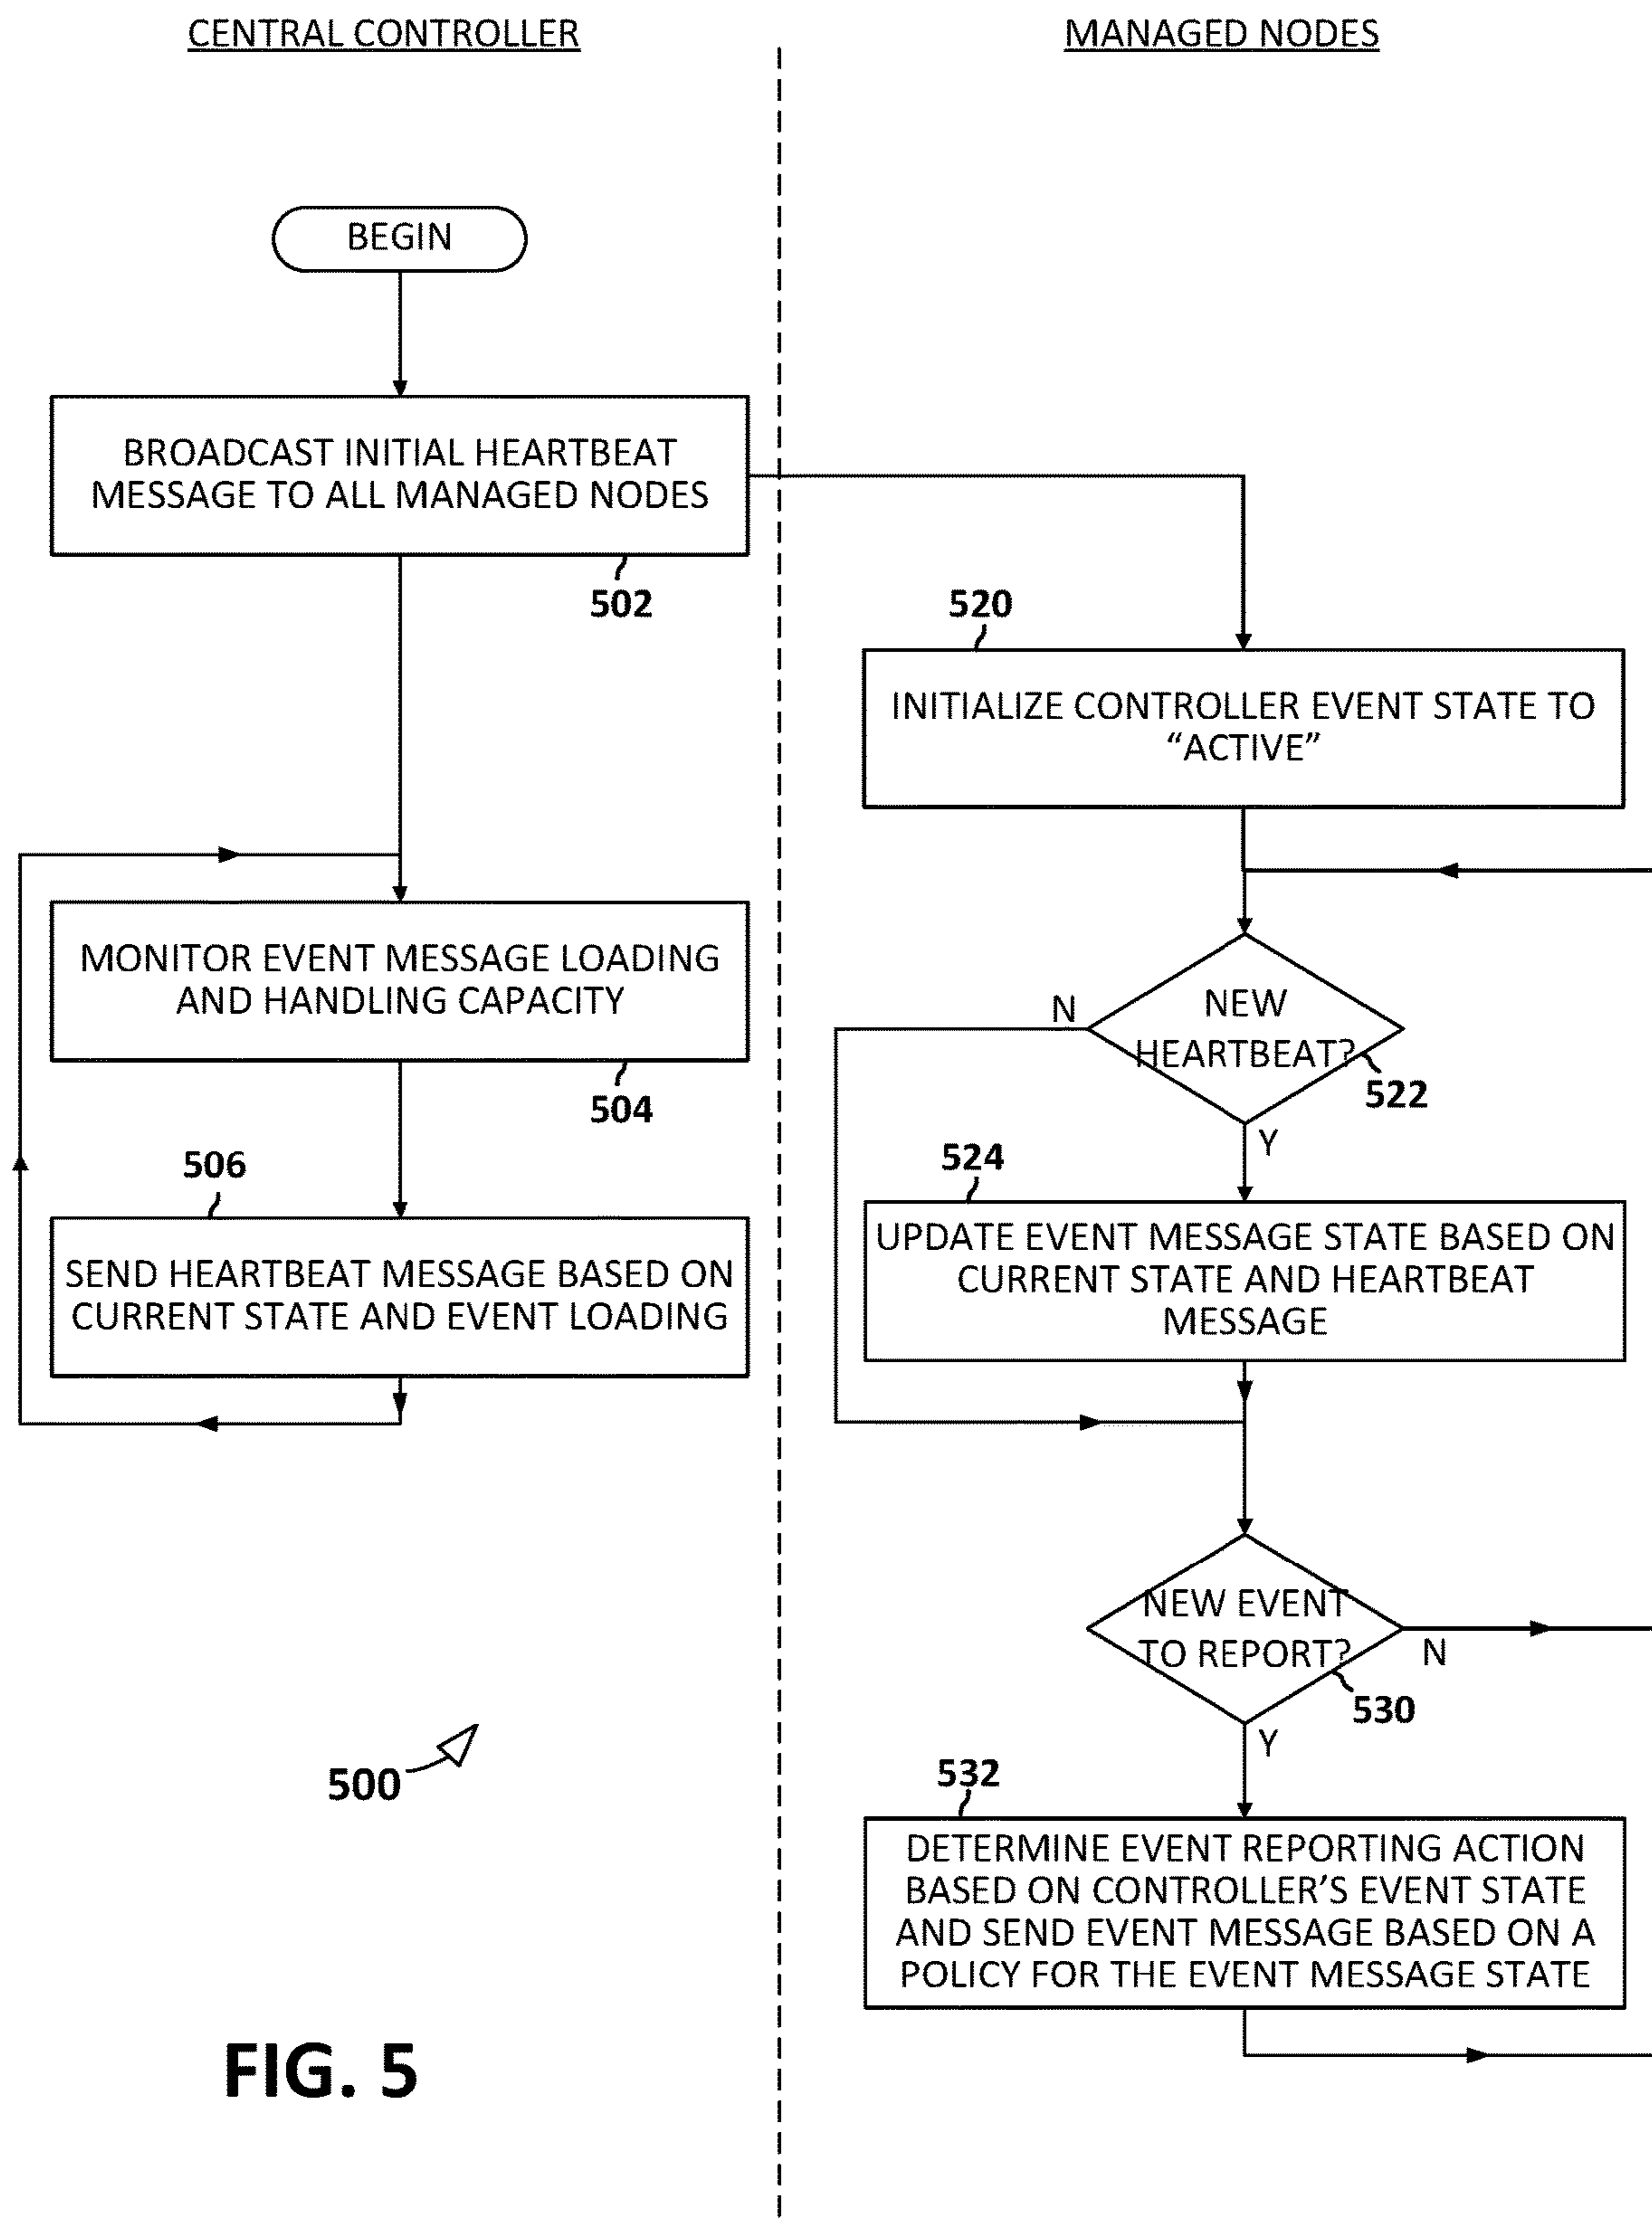 CENTRAL CONTROLLER
BEGIN
BROADCAST INITIAL HEARTBEAT
MESSAGE TO ALL MANAGED NODES
502
MONITOR EVENT MESSAGE LOADING
AND HANDLING CAPACITY
504
506
SEND HEARTBEAT MESSAGE BASED ON
CURRENT STATE AND EVENT LOADING
500
FIG. 5
MANAGED NODES
520
INITIALIZE CONTROLLER EVENT STATE TO
“ACTIVE”
N
NEW
HEARTBEAT?
522
Y
524
UPDATE EVENT MESSAGE STATE BASED ON
CURRENT STATE AND HEARTBEAT
MESSAGE
NEW EVENT
TO REPORT?
N
530
Y
532
DETERMINE EVENT REPORTING ACTION
BASED ON CONTROLLER’S EVENT STATE
AND SEND EVENT MESSAGE BASED ON A
POLICY FOR THE EVENT MESSAGE STATE